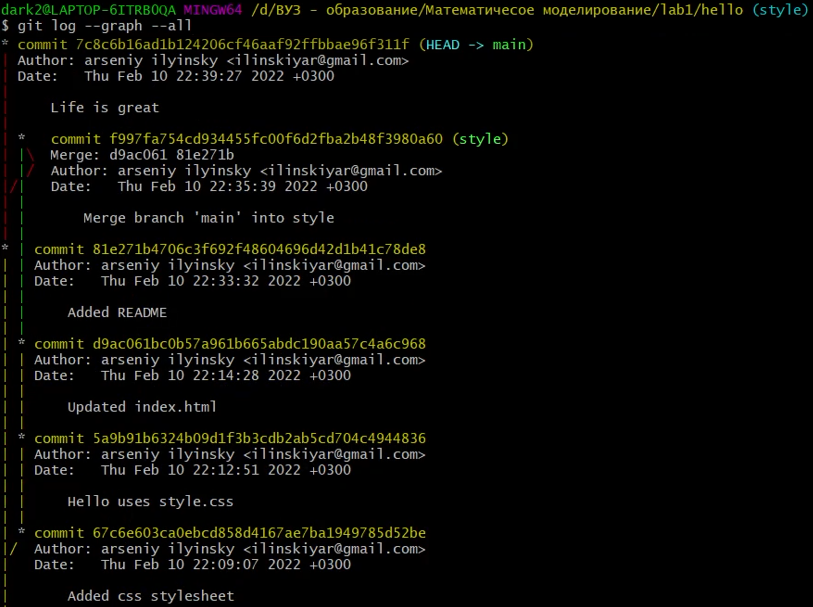 dark2@LAPTOP-6ITRBOQA MINGW64 /d/ВУЗ - образование/Математичесое моделирование/lab1/hello (style)
$ git log --graph --all
* commit 7c8c6b16ad1b124206cf46aaf92ffbbae96f311f (HEAD -> main)
| Author: arseniy ilyinsky <ilinskiyar@gmail.com>
| Date:   Thu Feb 10 22:39:27 2022 +0300
|
|     Life is great
|
| *   commit f997fa754cd934455fc00f6d2fba2b48f3980a60 (style)
| |\  Merge: d9ac061 81e271b
| |/  Author: arseniy ilyinsky <ilinskiyar@gmail.com>
|/|   Date:   Thu Feb 10 22:35:39 2022 +0300
| |
| |       Merge branch 'main' into style
| |
* | commit 81e271b4706c3f692f48604696d42d1b41c78de8
| | Author: arseniy ilyinsky <ilinskiyar@gmail.com>
| | Date:   Thu Feb 10 22:33:32 2022 +0300
| |
| |     Added README
| |
| * commit d9ac061bc0b57a961b665abdc190aa57c4a6c968
| | Author: arseniy ilyinsky <ilinskiyar@gmail.com>
| | Date:   Thu Feb 10 22:14:28 2022 +0300
| |
| |     Updated index.html
| |
| * commit 5a9b91b6324b09d1f3b3cdb2ab5cd704c4944836
| | Author: arseniy ilyinsky <ilinskiyar@gmail.com>
| | Date:   Thu Feb 10 22:12:51 2022 +0300
| |
| |     Hello uses style.css
| |
| * commit 67c6e603ca0ebcd858d4167ae7ba1949785d52be
|/  Author: arseniy ilyinsky <ilinskiyar@gmail.com>
|   Date:   Thu Feb 10 22:09:07 2022 +0300
|
|       Added css stylesheet